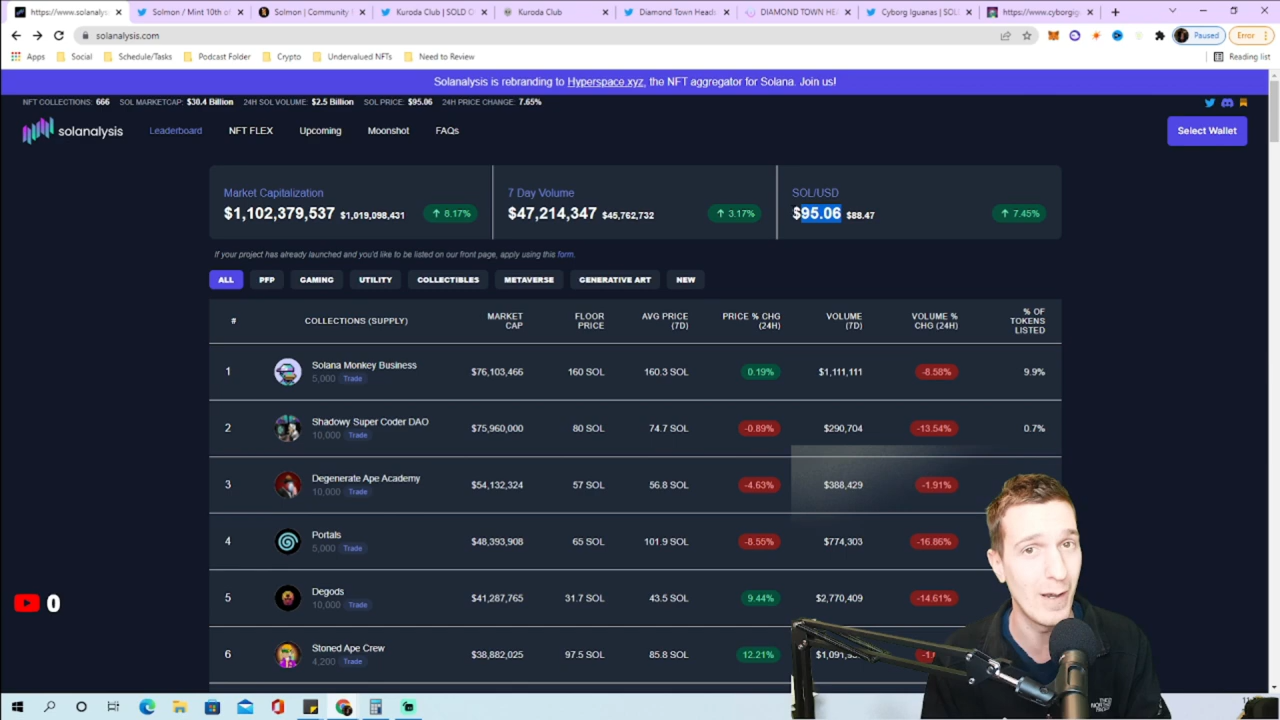 https://www.solanalysis
Solmon / Mint 10th of
Solmon | Community
Kuroda Club | SOLD O
Kuroda Club
Diamond Town Head
DIAMOND TOWN HE
Cyborg Iguanas | SOL
https://www.cyborgig
solanalysis.com
Paused
Error
Apps
Social
Schedule/Tasks
Podcast Folder
Crypto
Undervalued NFTs
Need to Review
Reading list
Solanalysis is rebranding to Hyperspace.xyz, the NFT aggregator for Solana. Join us!
NFT COLLECTIONS: 666 SOL MARKETCAP: $30.4 Billion 24H SOL VOLUME: $2.5 Billion SOL PRICE: $95.06 24H PRICE CHANGE: 7.65%
solanalysis
Leaderboard
NFT FLEX
Upcoming
Moonshot
FAQs
Select Wallet
Market Capitalization
$1,102,379,537 $1,019,098,431 ↑ 8.17%
7 Day Volume
$47,214,347 $45,762,732 ↑ 3.17%
SOL/USD
$95.06 $88.47 ↑ 7.45%
If your project has already launched and you'd like to be listed on our front page, apply using this form.
ALL PFP GAMING UTILITY COLLECTIBLES METAVERSE GENERATIVE ART NEW
# COLLECTIONS (SUPPLY) MARKET CAP FLOOR PRICE AVG PRICE (7D) PRICE % CHG (24H) VOLUME (7D) VOLUME % CHG (24H) % OF TOKENS LISTED
1 Solana Monkey Business $76,103,466 160 SOL 160.3 SOL 0.19% $1,111,111 -8.58% 9.9%
5,000 Trade
2 Shadowy Super Coder DAO $75,960,000 80 SOL 74.7 SOL -0.89% $290,704 -13.54% 0.7%
10,000 Trade
3 Degenerate Ape Academy $54,132,324 57 SOL 56.8 SOL -4.63% $388,429 -1.91%
10,000 Trade
4 Portals $48,393,908 65 SOL 101.9 SOL -8.55% $774,303 -16.86%
5,000 Trade
5 Degods $41,287,765 31.7 SOL 43.5 SOL 9.44% $2,770,409 -14.61%
10,000 Trade
0
6 Stoned Ape Crew $38,882,025 97.5 SOL 85.8 SOL 12.21%
4,200 Trade